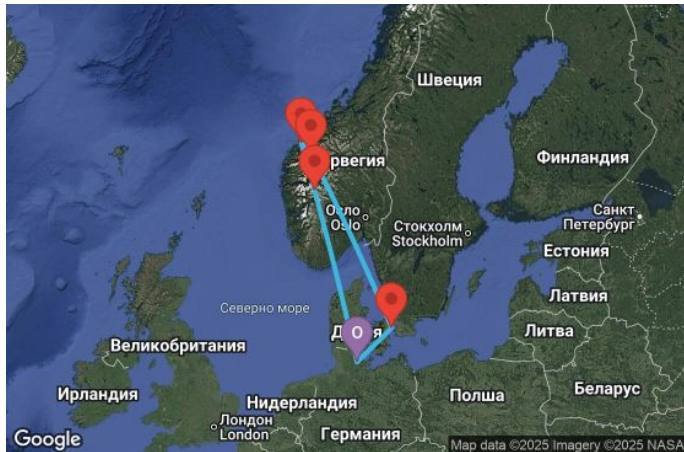 Швеция
рвегия
Финландия
Осло
Oslo
Стокхолм
Stockholm
Санкт
Петербург
Естония
Северно море
Латвия
Д
ия
O
Литва
Великобритания
Беларус
Ирландия
Нидерландия
Полша
Лондон
London
Германия
Google
Map data ©2025 Imagery ©2025 NASA